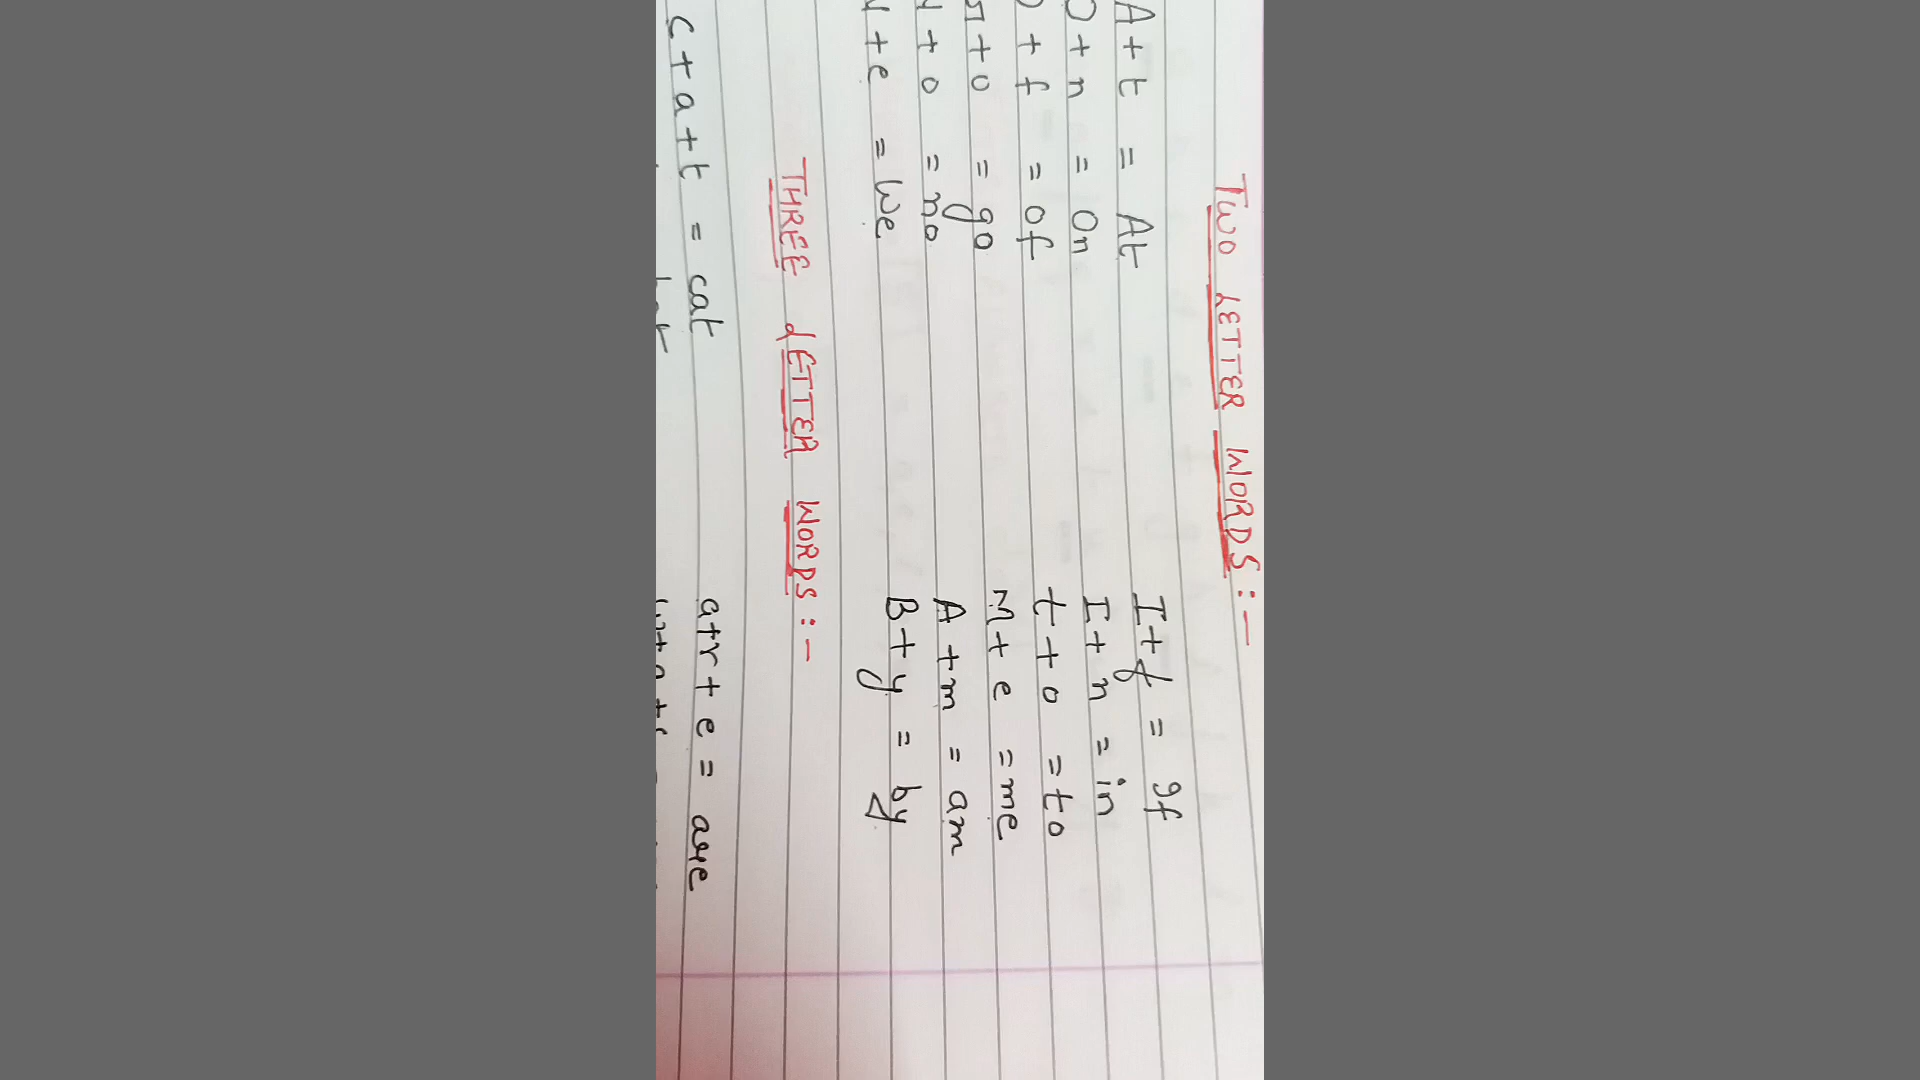 TWO LETTER WORDS :-
A+t = At I+f = If
O+n = On I+n = in
O+f = Of t+o = to
G+o = go M+e = me
N+o = no A+m = am
W+e = We B+y = by
THREE LETTER WORDS :-
C+a+t = cat a+r+e = are